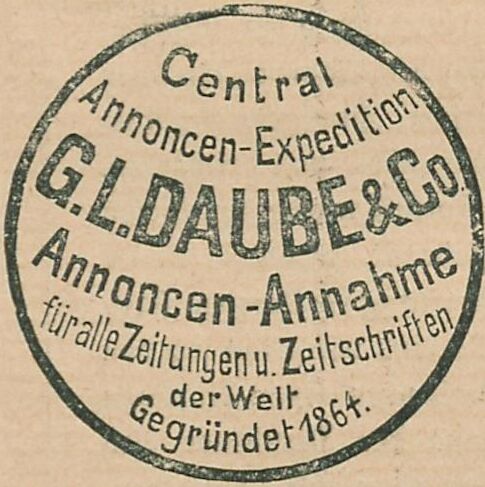 Central
Annoncen-Expedition
G.L.DAUBE & Co.
Annoncen-Annahme
für alle Zeitungen u. Zeitschriften
der Welt
Gegründet 1864.